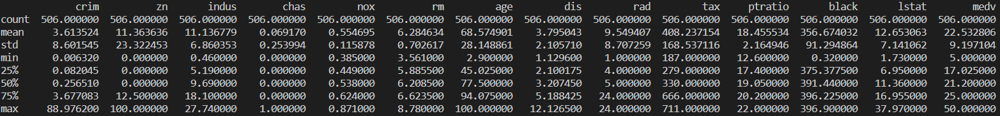 crim zn indus chas nox rm age dis rad tax ptratio black lstat medv
count 506.000000 506.000000 506.000000 506.000000 506.000000 506.000000 506.000000 506.000000 506.000000 506.000000 506.000000 506.000000 506.000000 506.000000
mean 3.613524 11.363636 11.136779 0.069170 0.554695 6.284634 68.574901 3.795043 9.549407 408.237154 18.455534 356.674032 12.653063 22.532806
std 8.601545 23.322453 6.860353 0.253994 0.115878 0.702617 28.148861 2.105710 8.707259 168.537116 2.164946 91.294864 7.141062 9.197104
min 0.006320 0.000000 0.460000 0.000000 0.385000 3.561000 2.900000 1.129600 1.000000 187.000000 12.600000 0.320000 1.730000 5.000000
25% 0.082045 0.000000 5.190000 0.000000 0.449000 5.885500 45.025000 2.100175 4.000000 279.000000 17.400000 375.377500 6.950000 17.025000
50% 0.256510 0.000000 9.690000 0.000000 0.538000 6.208500 77.500000 3.207450 5.000000 330.000000 19.050000 391.440000 11.360000 21.200000
75% 3.677083 12.500000 18.100000 0.000000 0.624000 6.623500 94.075000 5.188425 24.000000 666.000000 20.200000 396.225000 16.955000 25.000000
max 88.976200 100.000000 27.740000 1.000000 0.871000 8.780000 100.000000 12.126500 24.000000 711.000000 22.000000 396.900000 37.970000 50.000000